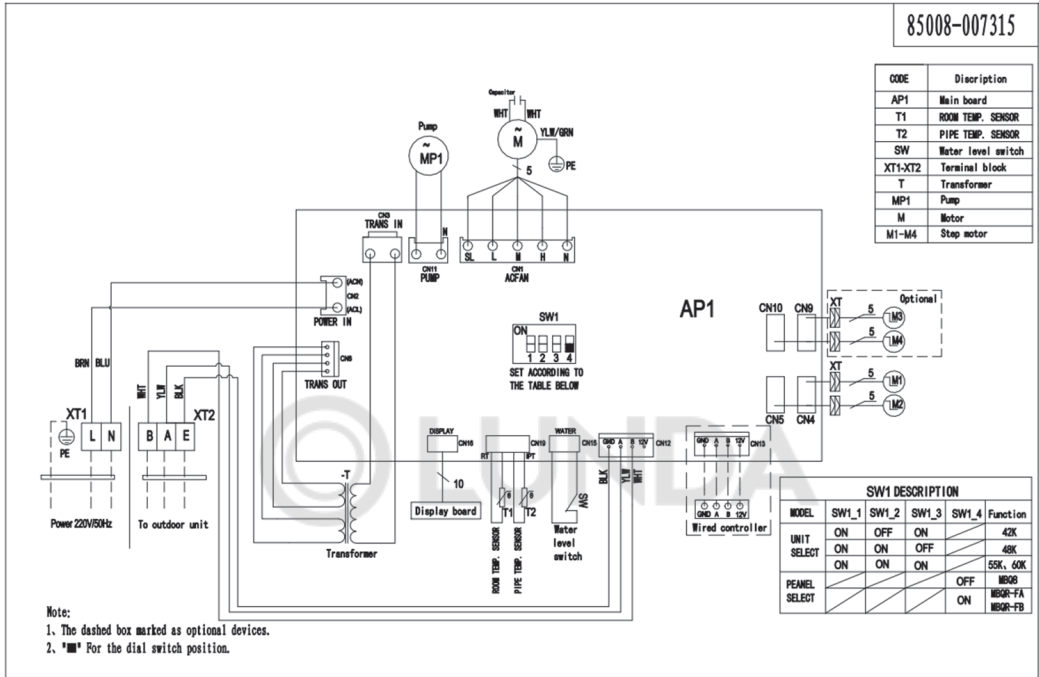 85008-007315
CODE Discription
AP1 Main board
T1 ROOM TEMP. SENSOR
T2 PIPE TEMP. SENSOR
SW Water level switch
XT1-XT2 Terminal block
T Transformer
MP1 Pump
M Motor
M1-M4 Step motor
Capacitor
WHT WHT
YLW/GRN
~
M
PE
5
Pump
~
MP1
CN3
TRANS IN
N
CN11
PUMP
SL L M H N
CN1
ACFAN
(ACN)
CN2
(ACL)
POWER IN
CN6
TRANS OUT
AP1
SW1
ON
1 2 3 4
SET ACCORDING TO
THE TABLE BELOW
Optional
CN10 CN9 XT 5 M3
M4
XT 5 M1
5 M2
CN5 CN4
BRN BLU
WHT YLW BLK
XT1 XT2
L N B A E
PE
Power 220V/50Hz To outdoor unit
LUNDA
DISPLAY
CN16
10
Display board
CN19
RT IPT
T1 T2
ROOM TEMP. SENSOR
PIPE TEMP. SENSOR
WATER
CN15
SW
Water
level
switch
GND A B 12V CN12
BLK YLW WHT
GND A B 12V CN13
GND A B 12V
Wired controller
-T
Transformer
SW1 DESCRIPTION
MODEL SW1_1 SW1_2 SW1_3 SW1_4 Function
UNIT SELECT ON OFF ON 42K
ON ON OFF 48K
ON ON ON 55K、60K
PEANEL SELECT OFF MBQ8
ON MBQR-FA
MBQR-FB
Note:
1、The dashed box marked as optional devices.
2、"■■" For the dial switch position.